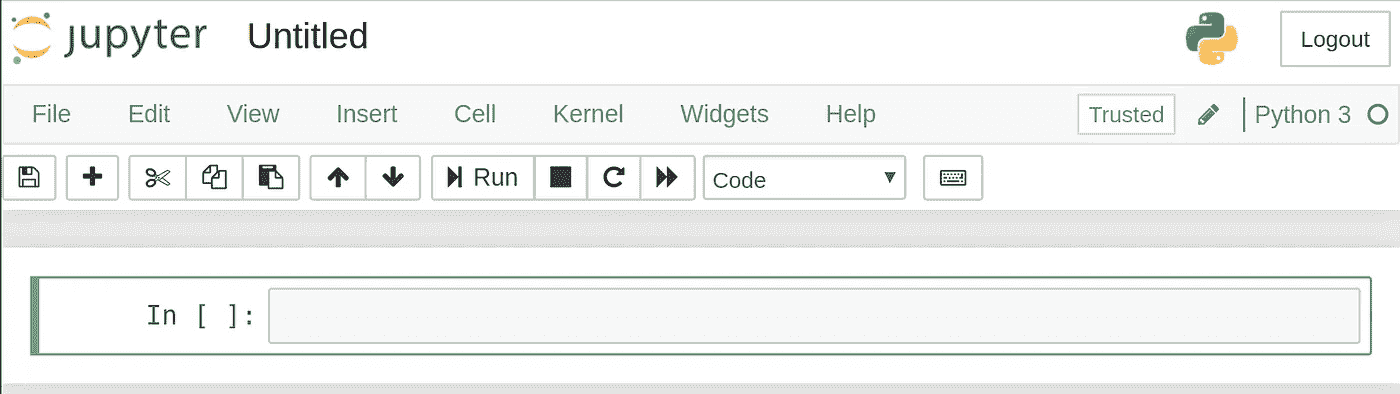 jupyter Untitled Logout
File Edit View Insert Cell Kernel Widgets Help Trusted Python 3
Run Code
In [ ]: